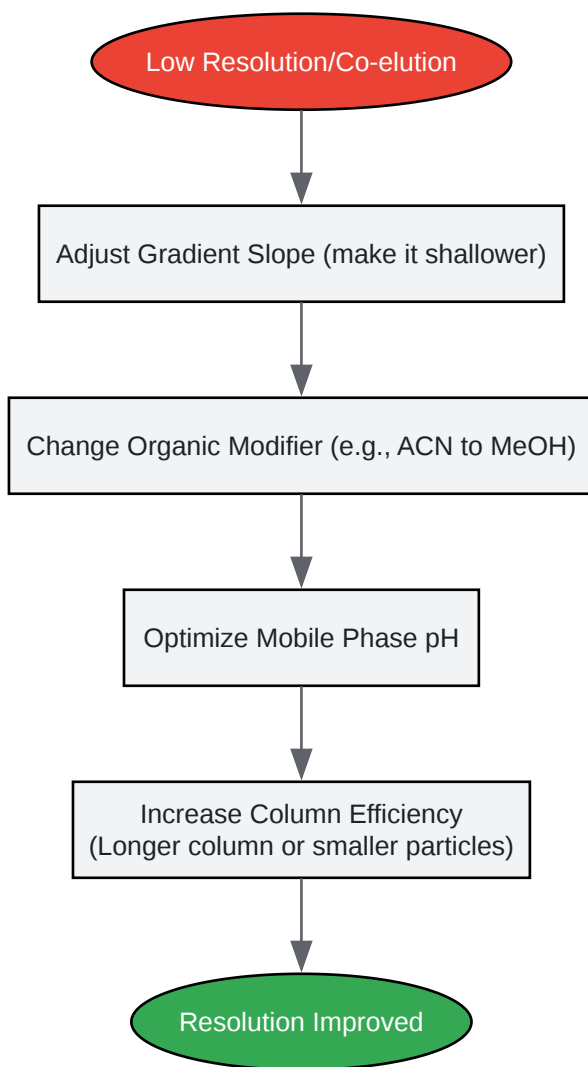 Low Resolution/Co-elution
Adjust Gradient Slope (make it shallower)
Change Organic Modifier (e.g., ACN to MeOH)
Optimize Mobile Phase pH
Increase Column Efficiency
(Longer column or smaller particles)
Resolution Improved